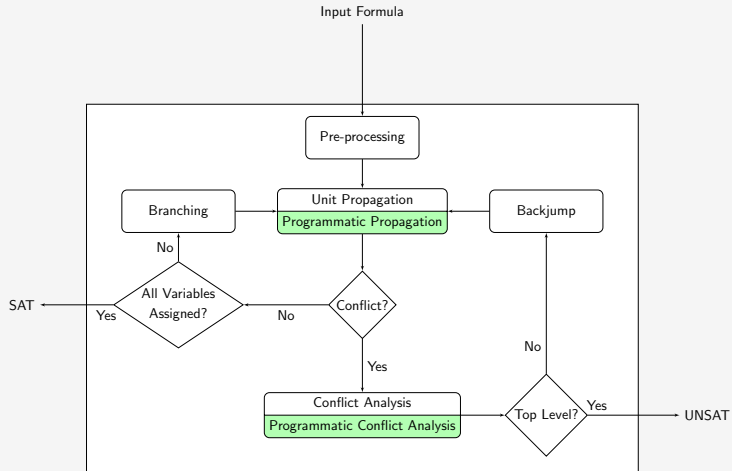 Input Formula
Pre-processing
Unit Propagation
Programmatic Propagation
Branching
Backjump
No
All Variables
Assigned?
SAT
Yes
No
Conflict?
Yes
No
Conflict Analysis
Programmatic Conflict Analysis
Top Level?
Yes
UNSAT